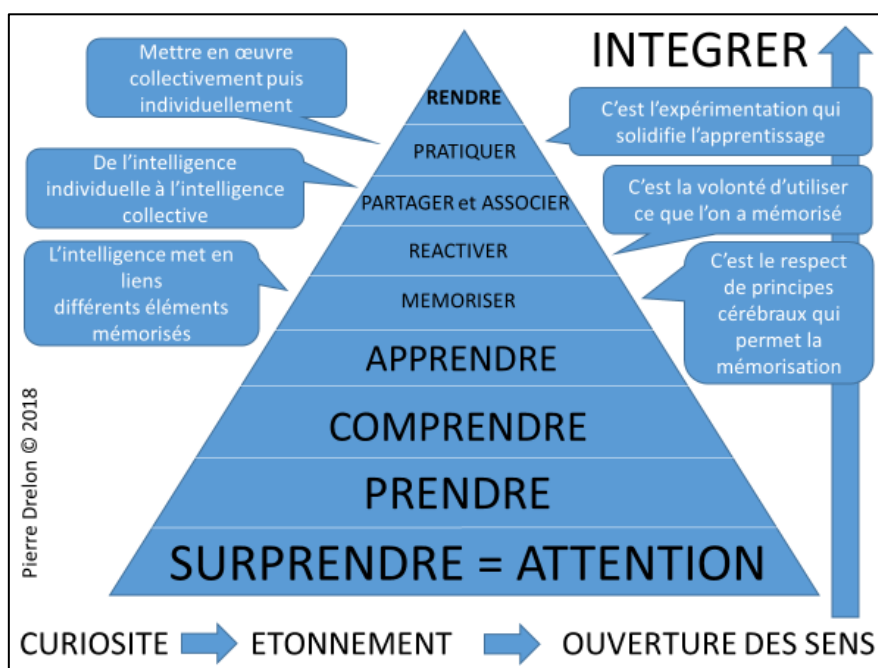 INTEGRER
Mettre en œuvre
collectivement puis
individuellement
RENDRE
C’est l’expérimentation qui
solidifie l’apprentissage
PRATIQUER
De l’intelligence
individuelle à l’intelligence
collective
PARTAGER et ASSOCIER
C’est la volonté d’utiliser
ce que l’on a mémorisé
REACTIVER
L’intelligence met en
liens
différents éléments
mémorisés
C’est le respect
de principes
cérébraux qui
permet la
mémorisation
MEMORISER
APPRENDRE
COMPRENDRE
PRENDRE
SURPRENDRE = ATTENTION
Pierre Drelon © 2018
CURIOSITE ETONNEMENT OUVERTURE DES SENS